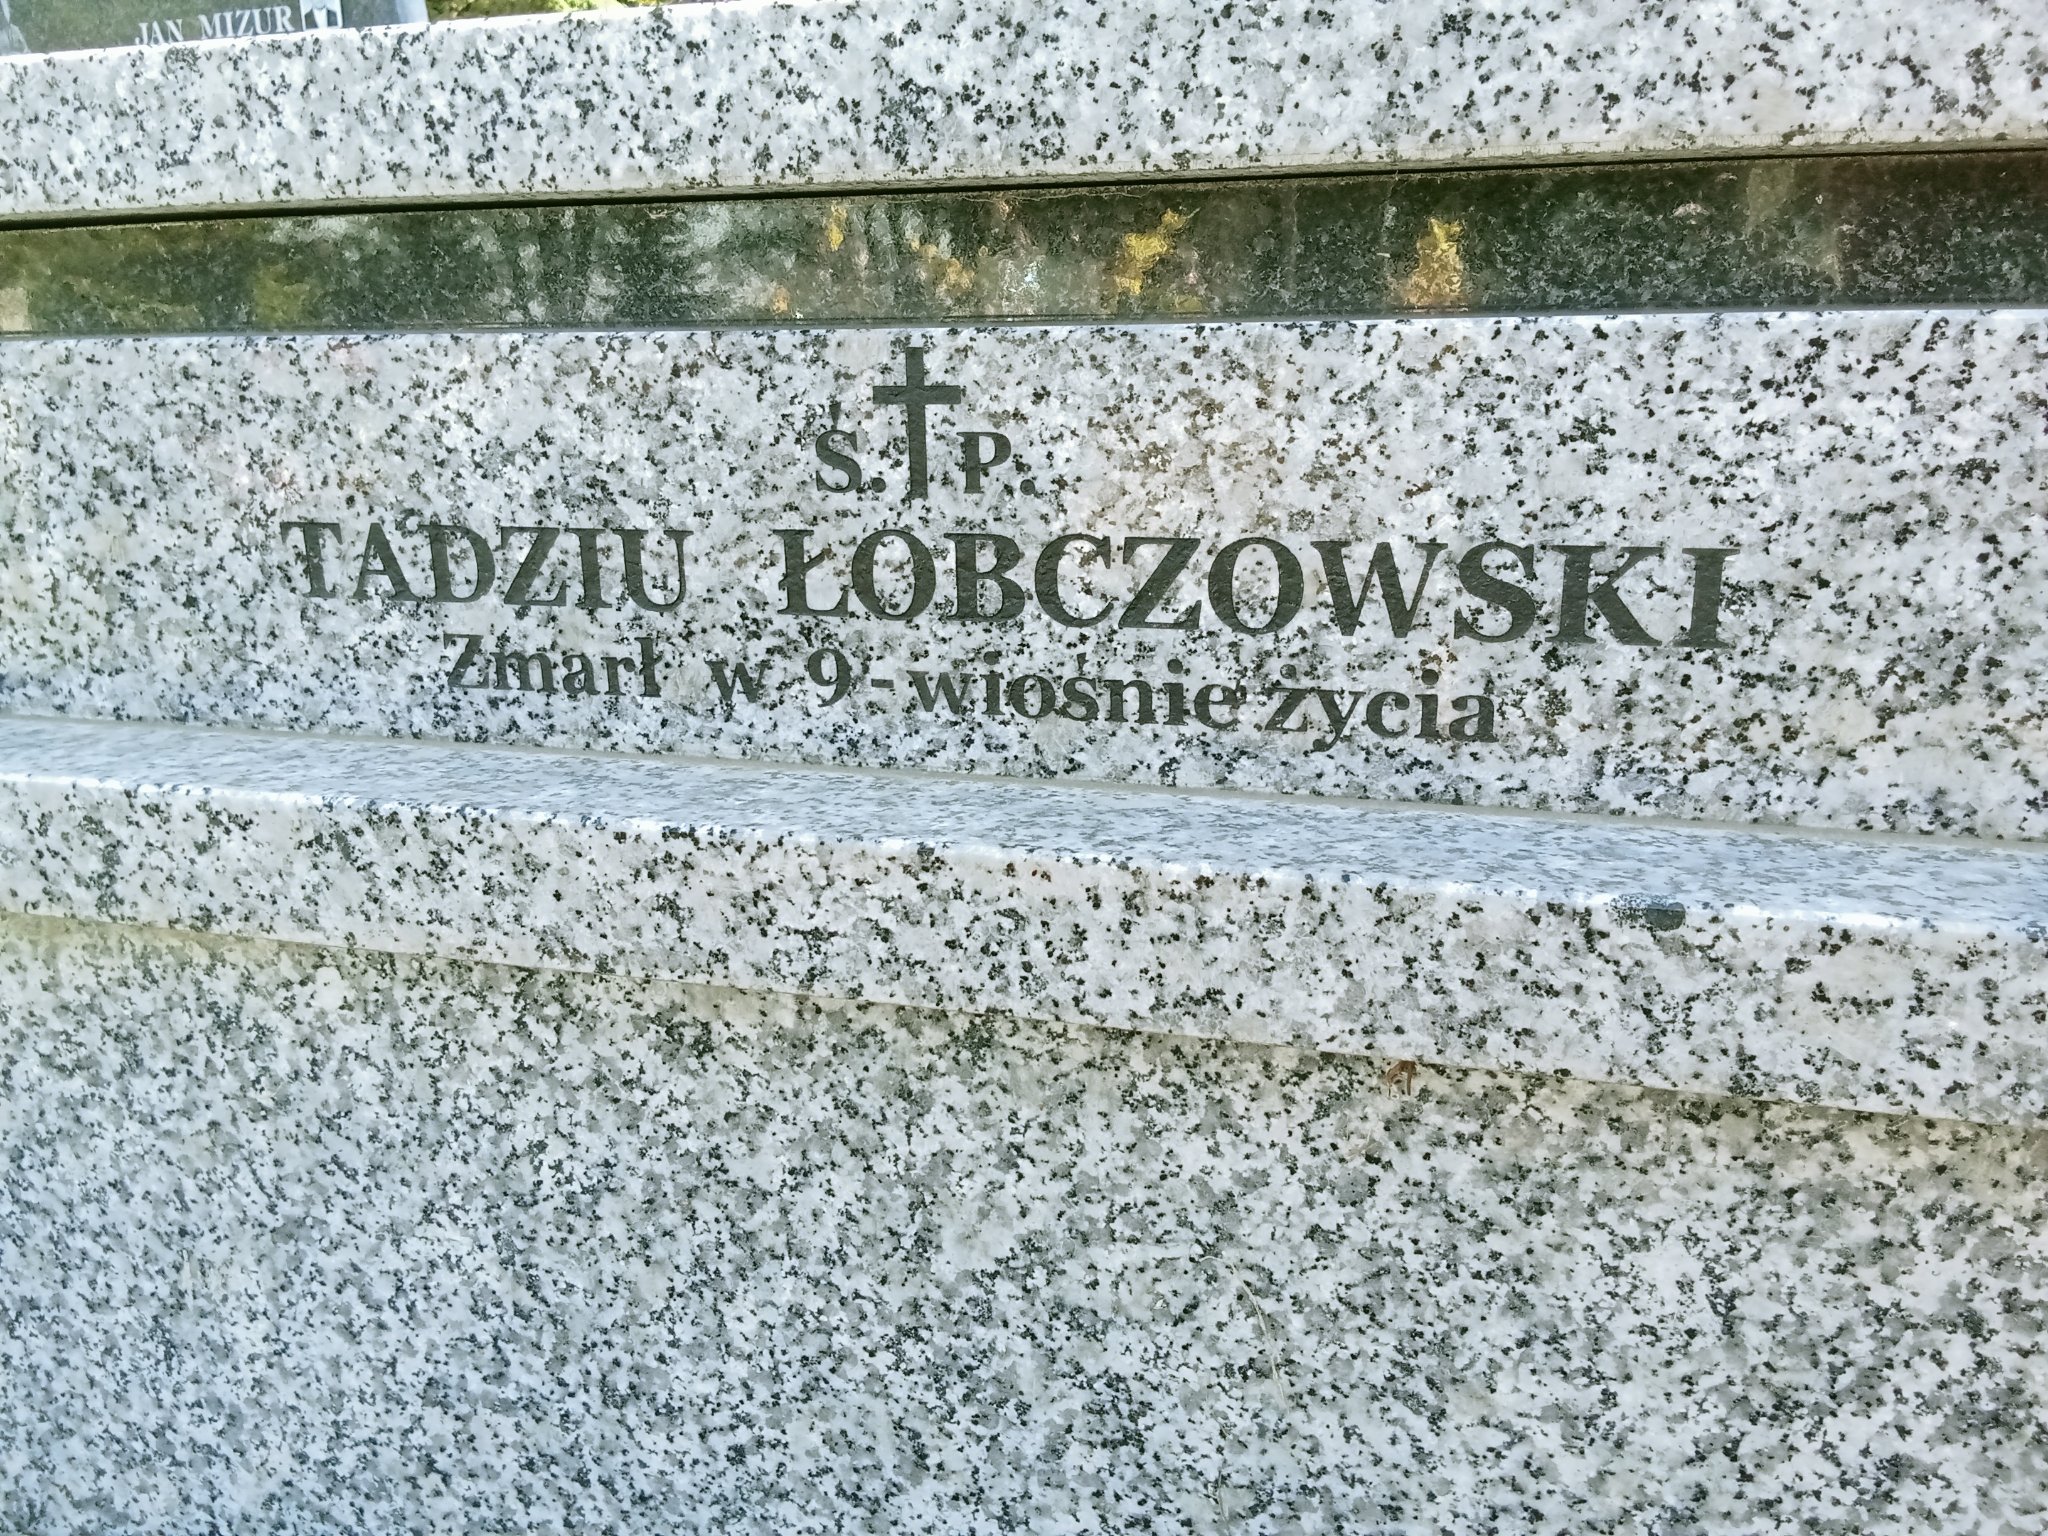 JAN MIZUR
Ś. P.
TADZIU ŁOBCZOWSKI
Zmarł w 9-wiośnie życia